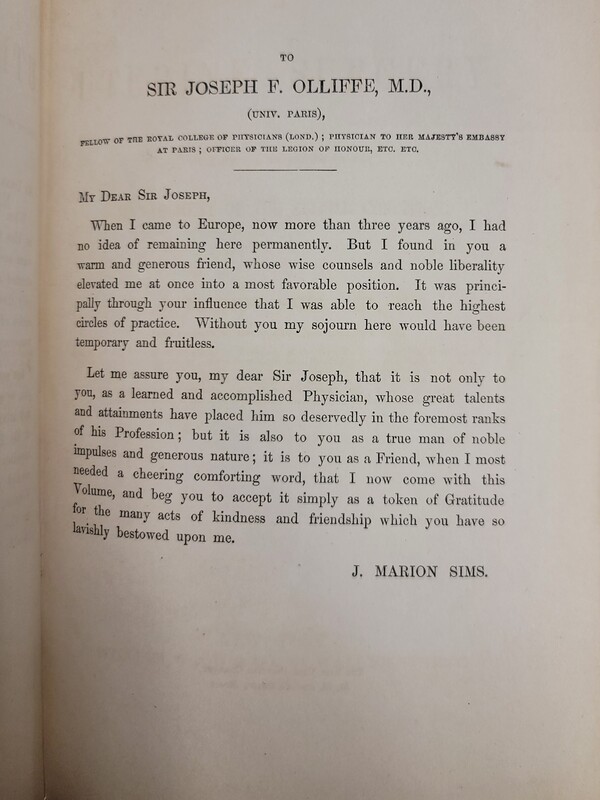 TO
SIR JOSEPH F. OLLIFFE, M.D.,
(UNIV. PARIS),
FELLOW OF THE ROYAL COLLEGE OF PHYSICIANS (LOND.) ; PHYSICIAN TO HER MAJESTY'S EMBASSY
AT PARIS ; OFFICER OF THE LEGION OF HONOUR, ETC. ETC.
My Dear Sir Joseph,
When I came to Europe, now more than three years ago, I had
no idea of remaining here permanently. But I found in you a
warm and generous friend, whose wise counsels and noble liberality
elevated me at once into a most favorable position. It was princi-
pally through your influence that I was able to reach the highest
circles of practice. Without you my sojourn here would have been
temporary and fruitless.
Let me assure you, my dear Sir Joseph, that it is not only to
you, as a learned and accomplished Physician, whose great talents
and attainments have placed him so deservedly in the foremost ranks
of his Profession ; but it is also to you as a true man of noble
impulses and generous nature ; it is to you as a Friend, when I most
needed a cheering comforting word, that I now come with this
Volume, and beg you to accept it simply as a token of Gratitude
for the many acts of kindness and friendship which you have so
lavishly bestowed upon me.
J. MARION SIMS.